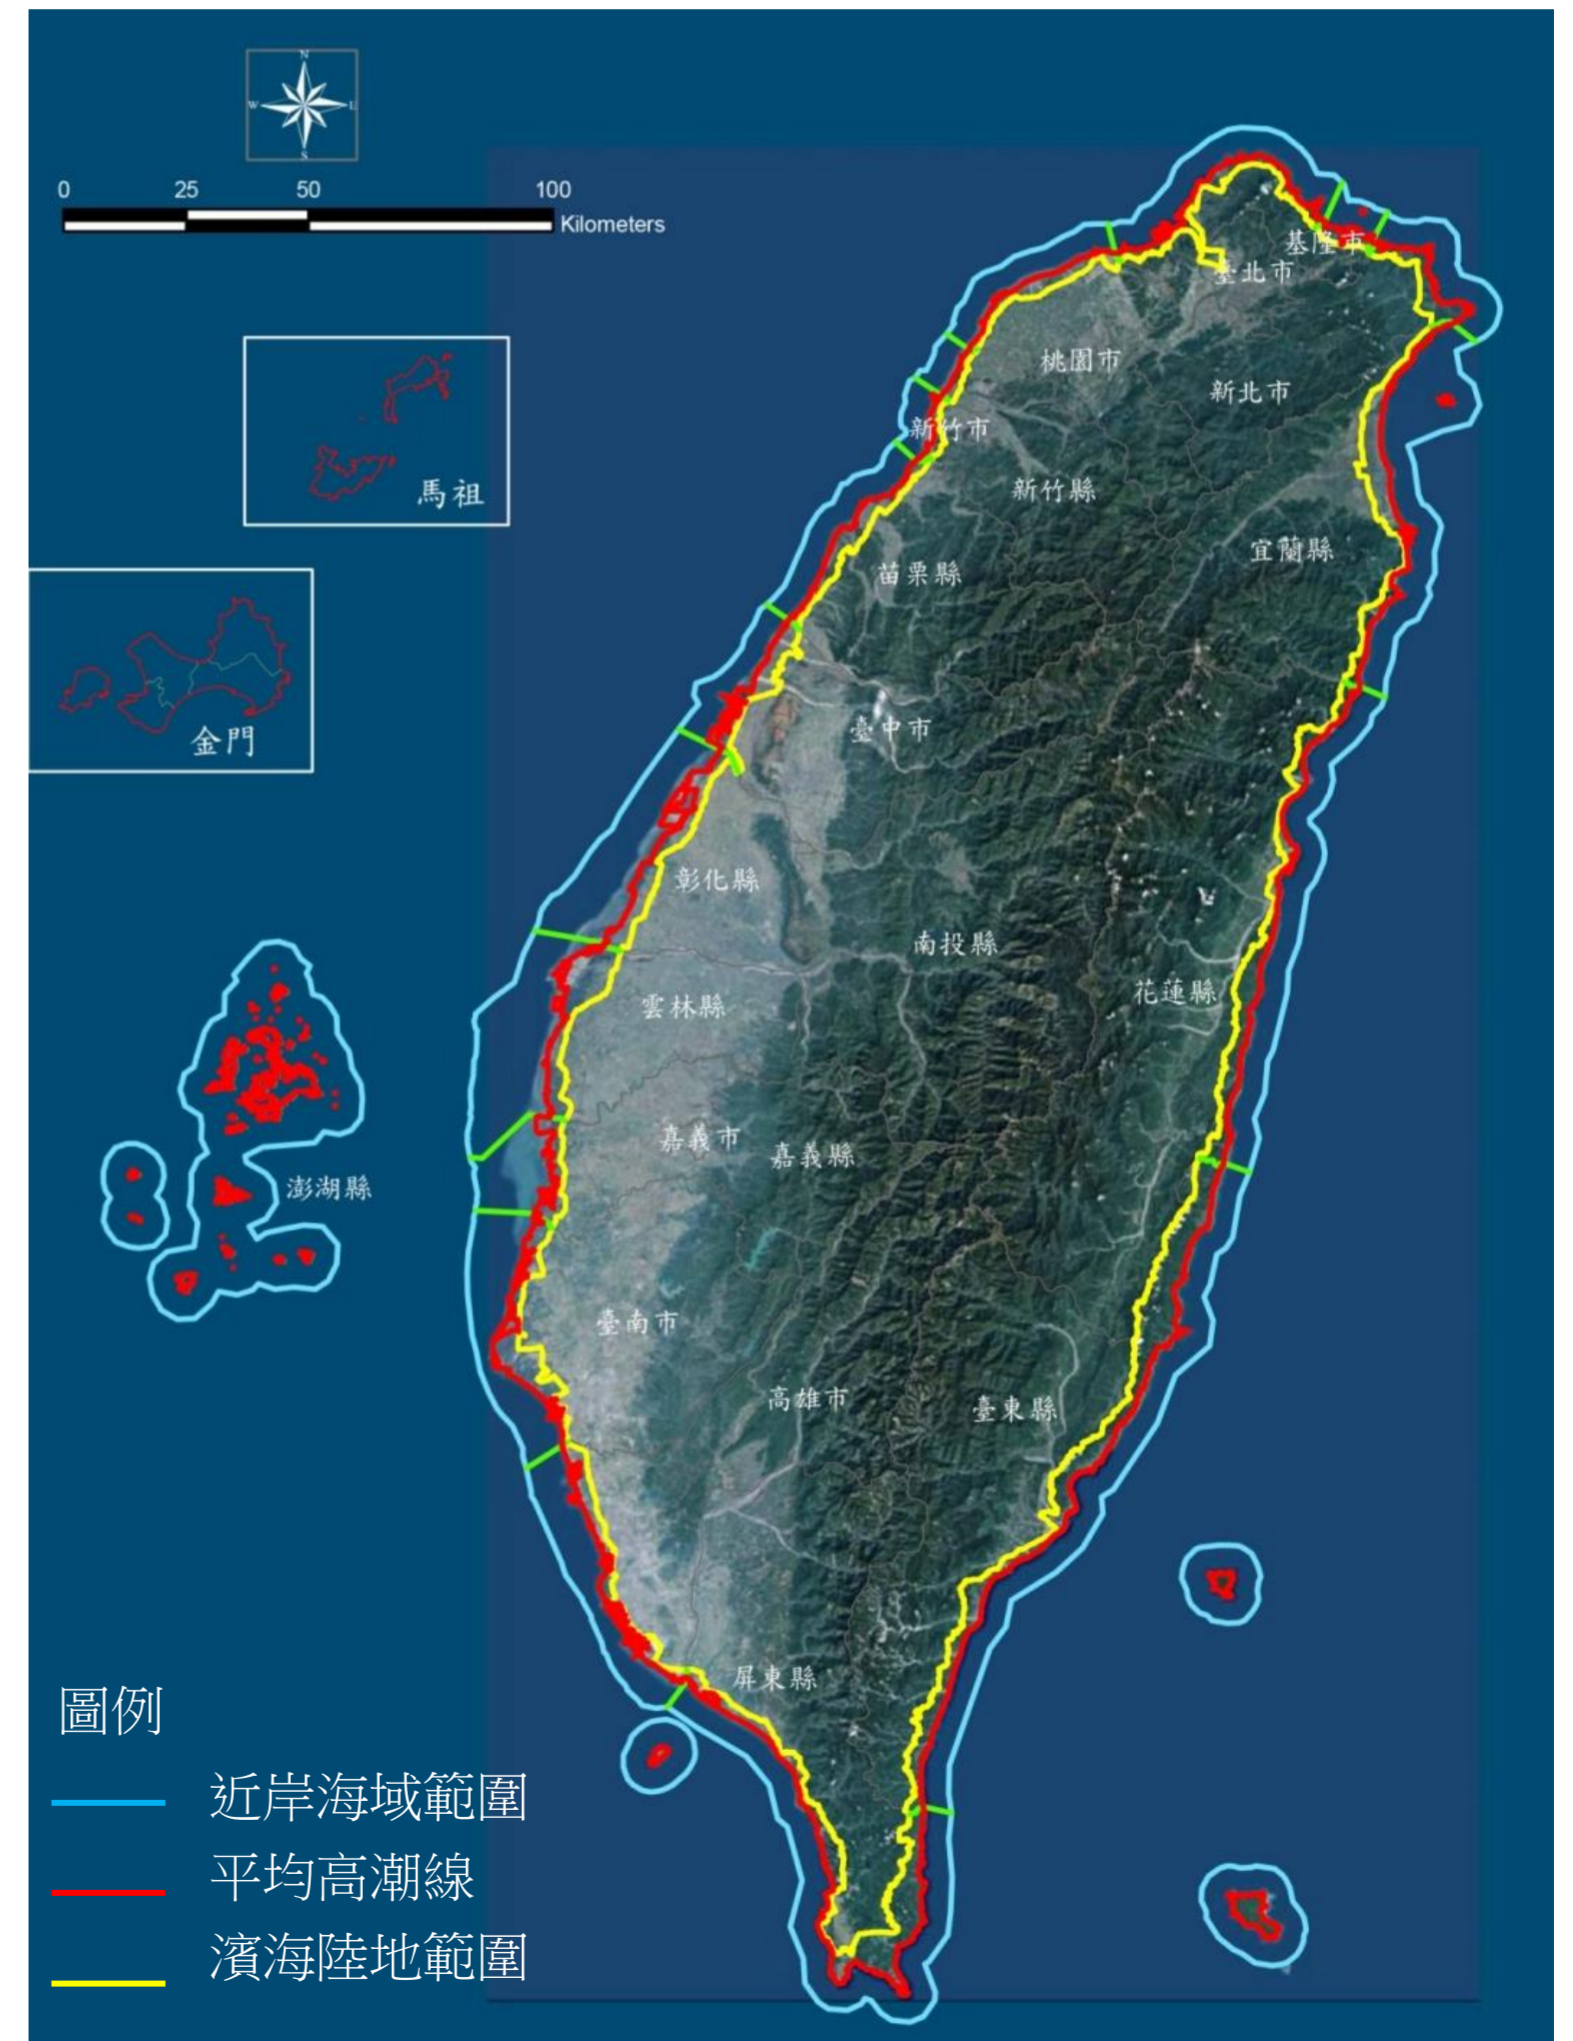 N
W
E
S
0 25 50 100
Kilometers
基隆市
臺北市
桃園市
新北市
新竹市
新竹縣
馬祖
宜蘭縣
苗栗縣
臺中市
金門
彰化縣
南投縣
花蓮縣
雲林縣
嘉義市
嘉義縣
澎湖縣
臺南市
高雄市
臺東縣
屏東縣
圖例
近岸海域範圍
平均高潮線
濱海陸地範圍